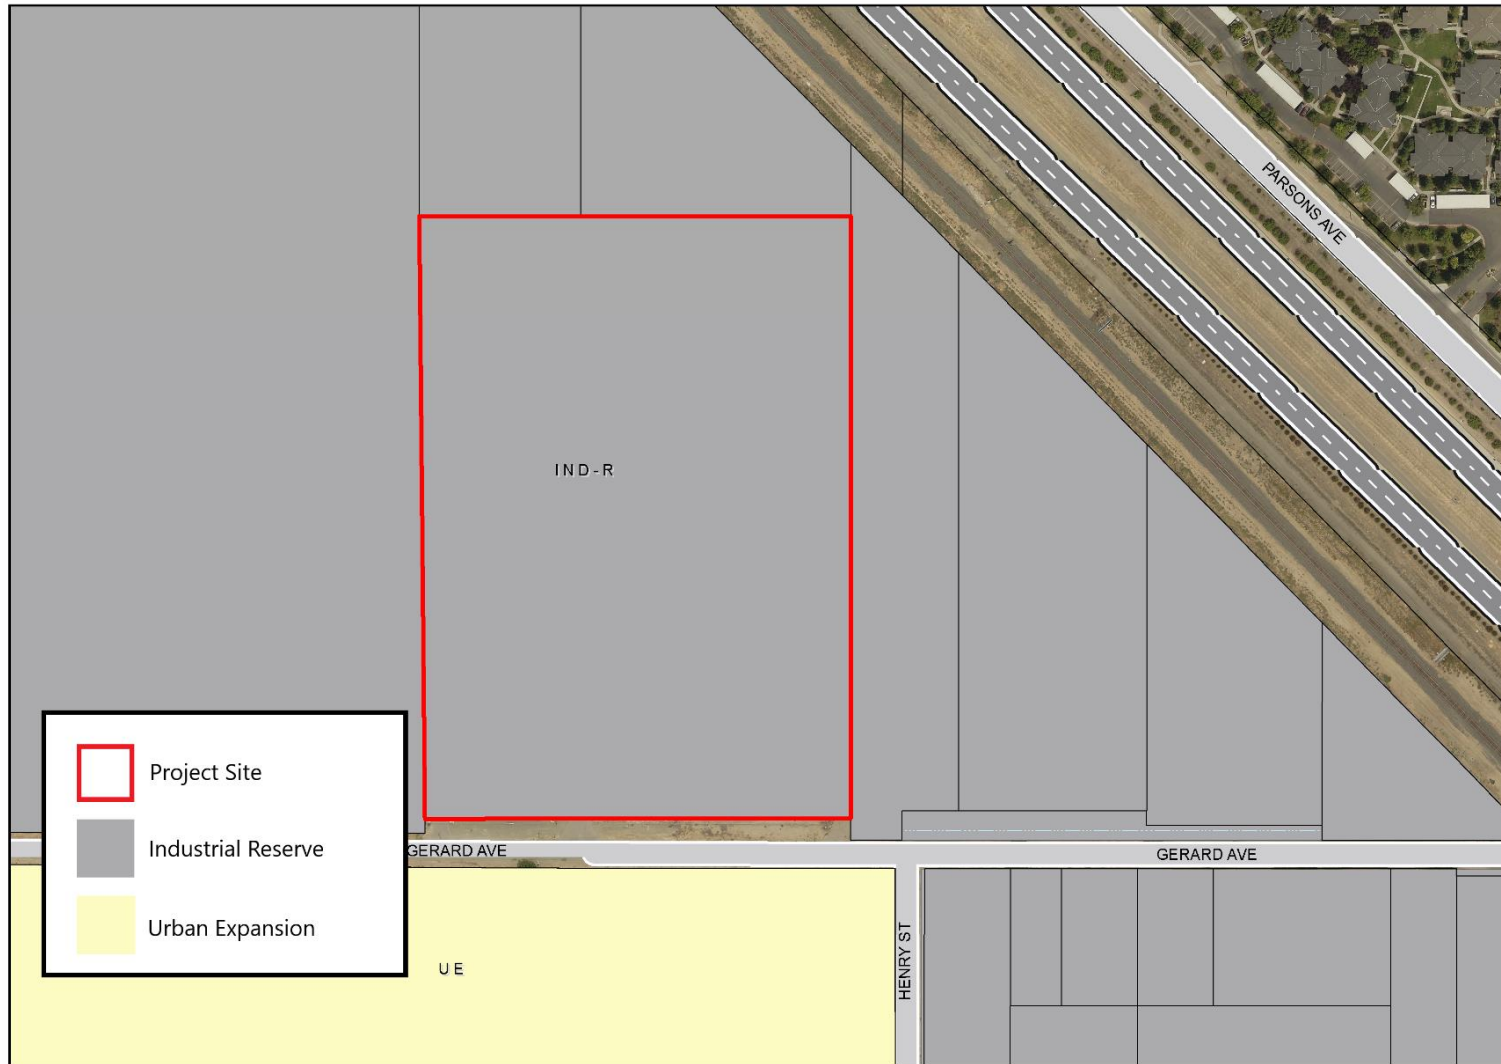 PARSONS AVE
IND-R
Project Site
Industrial Reserve
Urban Expansion
GERARD AVE
GERARD AVE
HENRY ST
UE